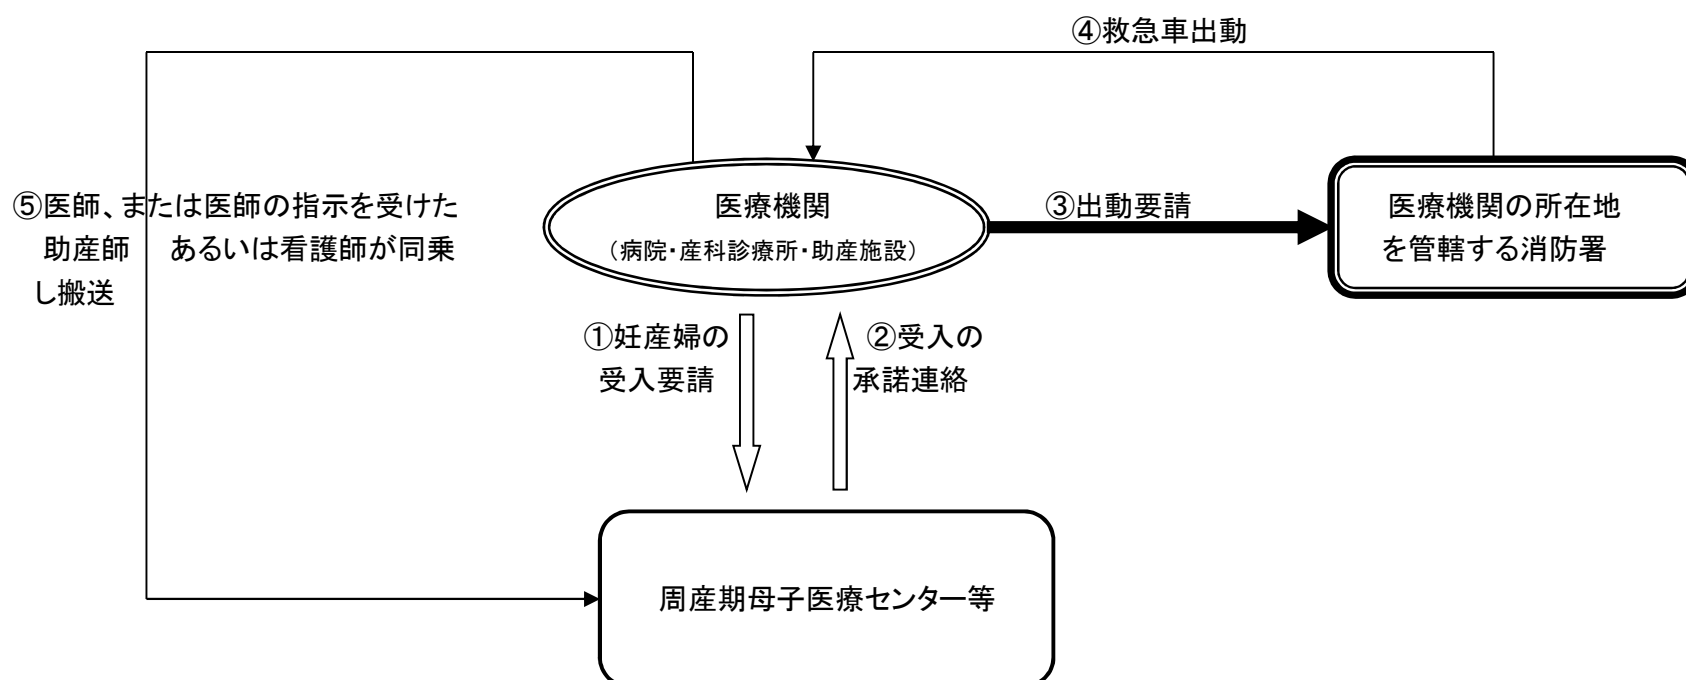 ④救急車出動
⑤医師、または医師の指示を受けた
助産師　あるいは看護師が同乗
し搬送
医療機関
（病院・産科診療所・助産施設）
③出動要請
医療機関の所在地
を管轄する消防署
①妊産婦の
受入要請
②受入の
承諾連絡
周産期母子医療センター等